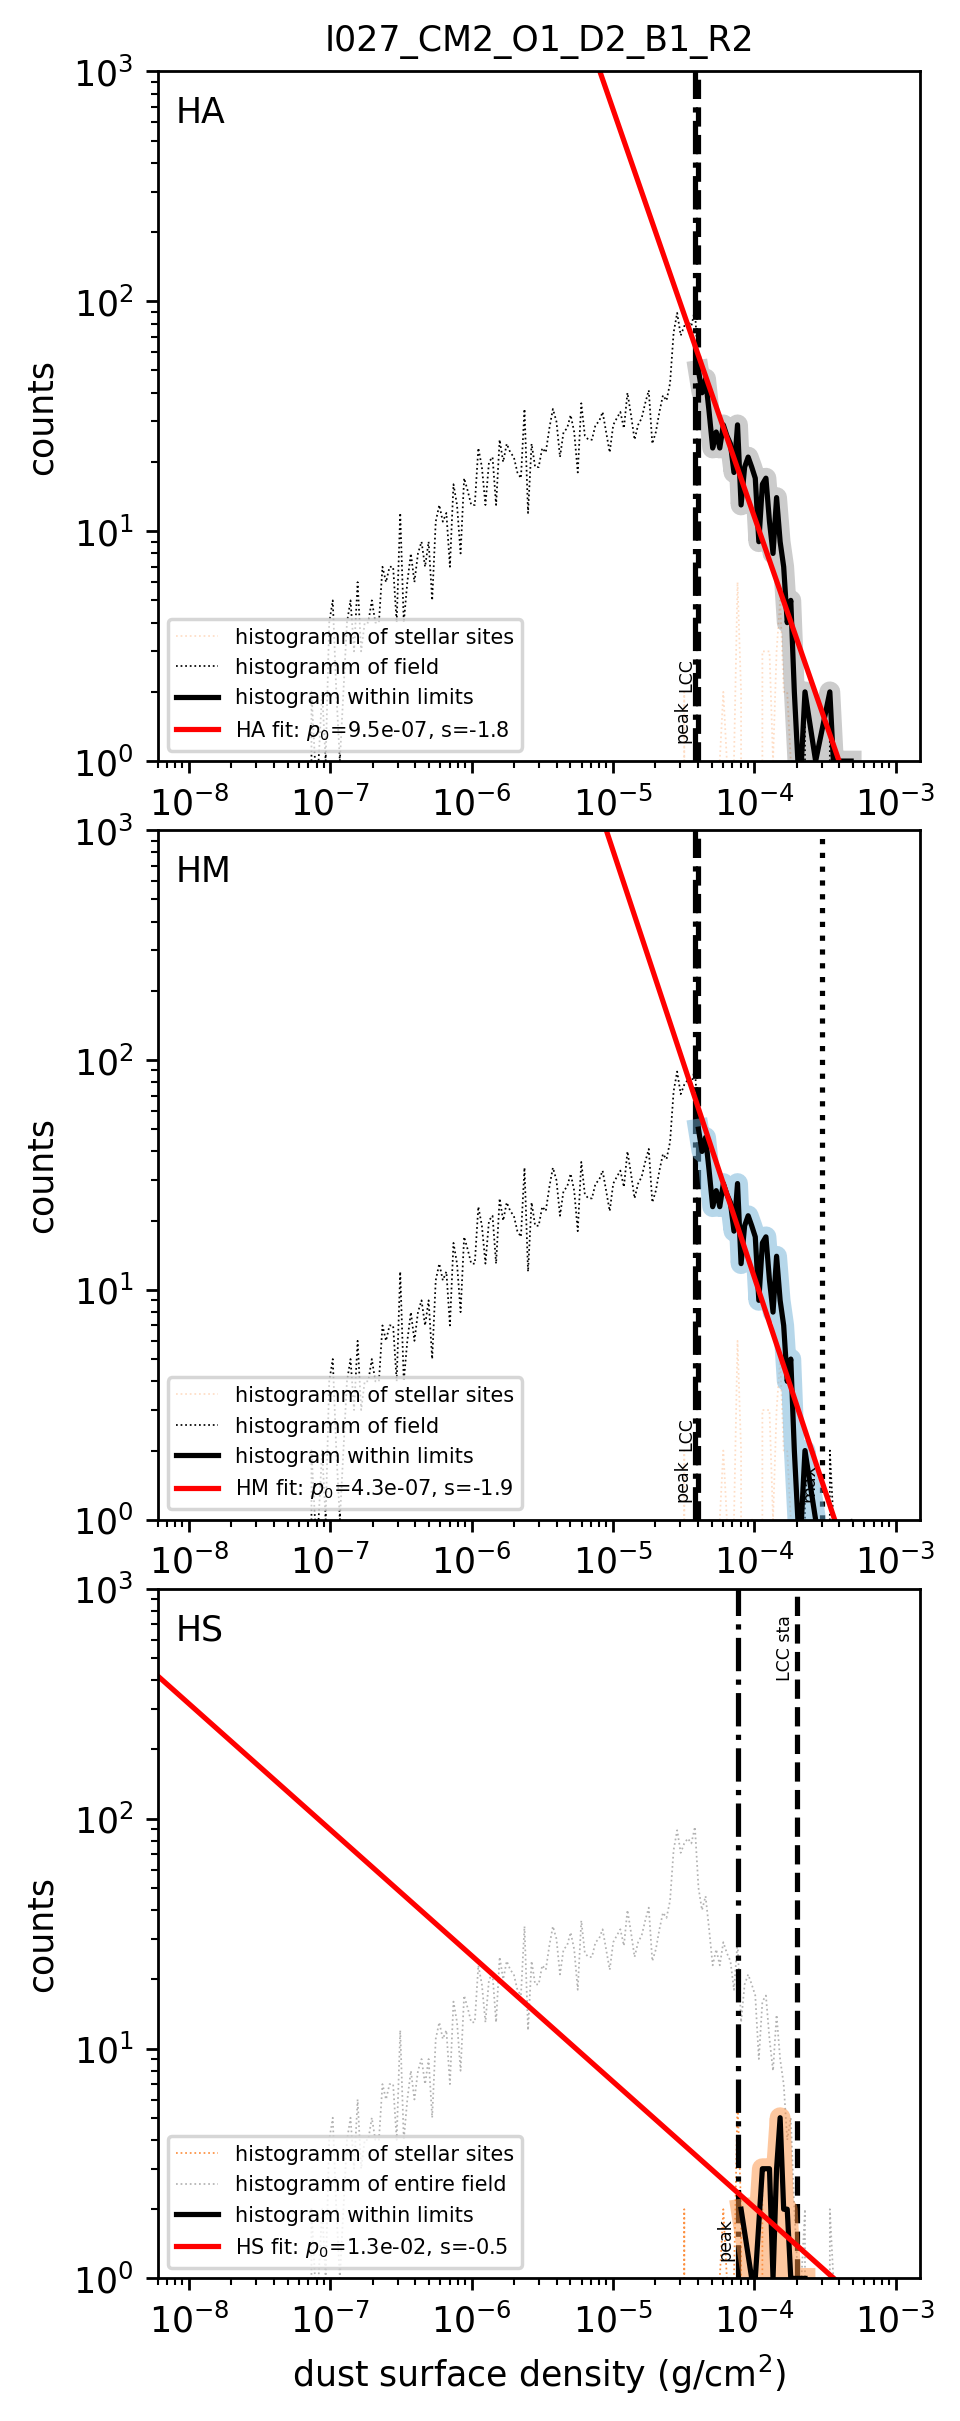 I027_CM2_O1_D2_B1_R2
10³
HA
10²
counts
10¹
10⁰
peak LCC
histogramm of stellar sites
histogramm of field
histogram within limits
HA fit: p₀=9.5e-07, s=-1.8
10⁻⁸ 10⁻⁷ 10⁻⁶ 10⁻⁵ 10⁻⁴ 10⁻³
10³
HM
10²
counts
10¹
10⁰
peak LCC
max
histogramm of stellar sites
histogramm of field
histogram within limits
HM fit: p₀=4.3e-07, s=-1.9
10⁻⁸ 10⁻⁷ 10⁻⁶ 10⁻⁵ 10⁻⁴ 10⁻³
10³
HS
LCC sta
10²
counts
10¹
10⁰
peak
histogramm of stellar sites
histogramm of entire field
histogram within limits
HS fit: p₀=1.3e-02, s=-0.5
10⁻⁸ 10⁻⁷ 10⁻⁶ 10⁻⁵ 10⁻⁴ 10⁻³
dust surface density (g/cm²)